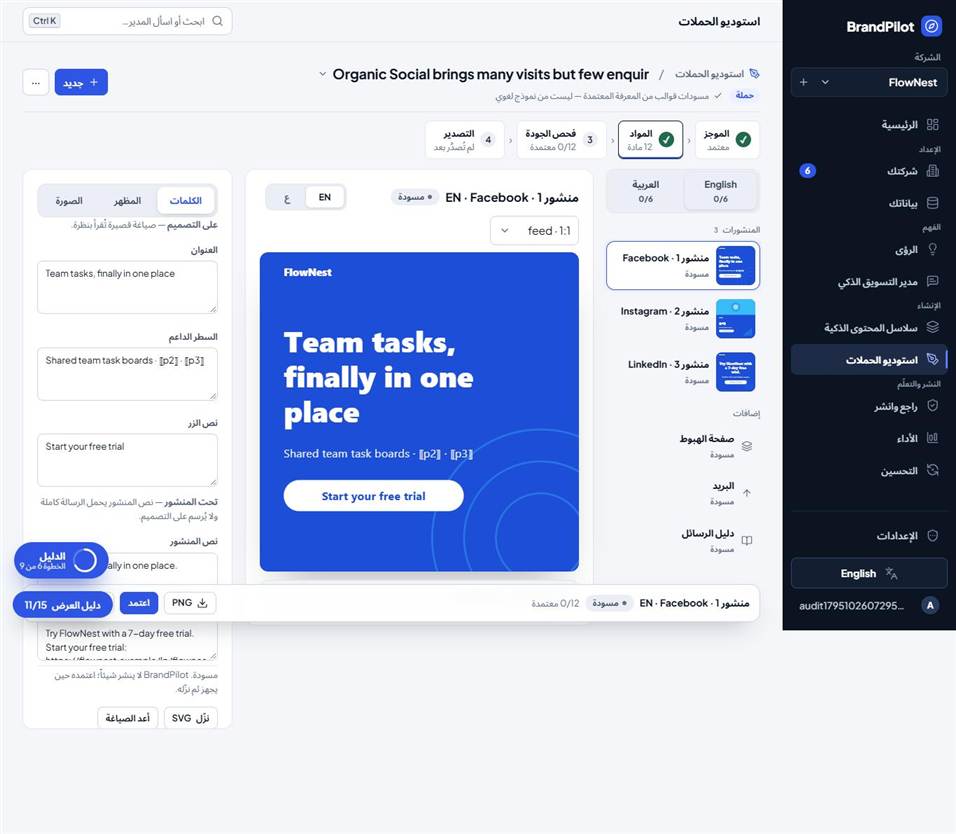 BrandPilot
الشركة
FlowNest
الرئيسية
الإعداد
شركتك
6
بياناتك
الفهم
الرؤى
مدير التسويق الذكي
الإنشاء
سلاسل المحتوى الذكية
استوديو الحملات
النشر والتعلّم
راجع وانشر
الأداء
التحسين
الإعدادات
English
audit1795102607295...
A
استوديو الحملات
ابحث أو اسأل المدير...
Ctrl K
استوديو الحملات / Organic Social brings many visits but few enquir
حملة
مسودات قوالب من المعرفة المعتمدة — ليست من نموذج لغوي
+ جديد
...
الموجز
معتمد
المواد
12 مادة
3
فحص الجودة
0/12 معتمدة
4
التصدير
لم تُصدَّر بعد
English
0/6
العربية
0/6
المنشورات 3
منشور 1 · Facebook
مسودة
منشور 2 · Instagram
مسودة
منشور 3 · LinkedIn
مسودة
إضافات
صفحة الهبوط
مسودة
البريد
مسودة
دليل الرسائل
مسودة
منشور 1 · EN · Facebook
مسودة
EN
ع
feed · 1:1
FlowNest
Team tasks,
finally in one
place
Shared team task boards · ⟦p2⟧ · ⟦p3⟧
Start your free trial
الكلمات
المظهر
الصورة
على التصميم — صياغة قصيرة تُقرأ بنظرة.
العنوان
Team tasks, finally in one place
السطر الداعم
Shared team task boards · ⟦p2⟧ · ⟦p3⟧
نص الزر
Start your free trial
تحت المنشور — نص المنشور يحمل الرسالة كاملة
ولا يُرسم على التصميم.
نص المنشور
ally in one place.
الدليل
الخطوة 6 من 9
منشور 1 · EN · Facebook
مسودة
0/12 معتمدة
PNG
اعتمد
دليل العرض 11/15
Try FlowNest with a 7-day free trial.
Start your free trial:
مسودة. BrandPilot لا ينشر شيئاً؛ اعتمده حين
يجهز ثم نزّله.
نزّل SVG
أعد الصياغة